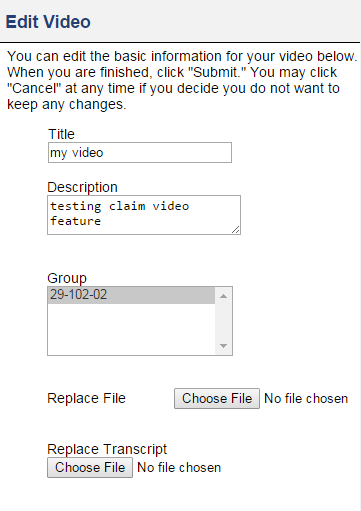 Edit Video
You can edit the basic information for your video below.
When you are finished, click "Submit." You may click
"Cancel" at any time if you decide you do not want to
keep any changes.
Title
my video
Description
testing claim video
feature
Group
29-102-02
Replace File Choose File No file chosen
Replace Transcript
Choose File No file chosen